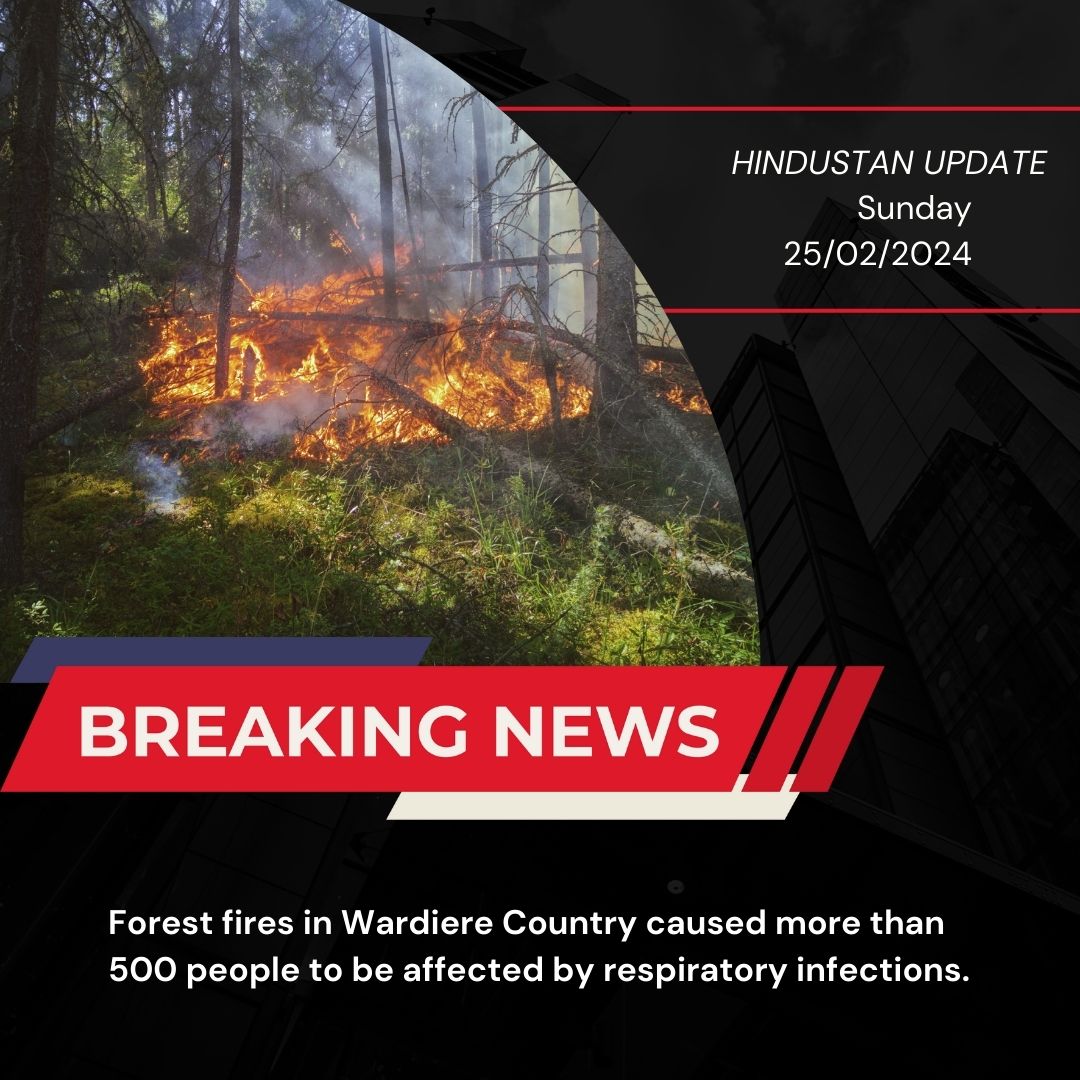 HINDUSTAN UPDATE
Sunday
25/02/2024
BREAKING NEWS
Forest fires in Wardiere Country caused more than
500 people to be affected by respiratory infections.